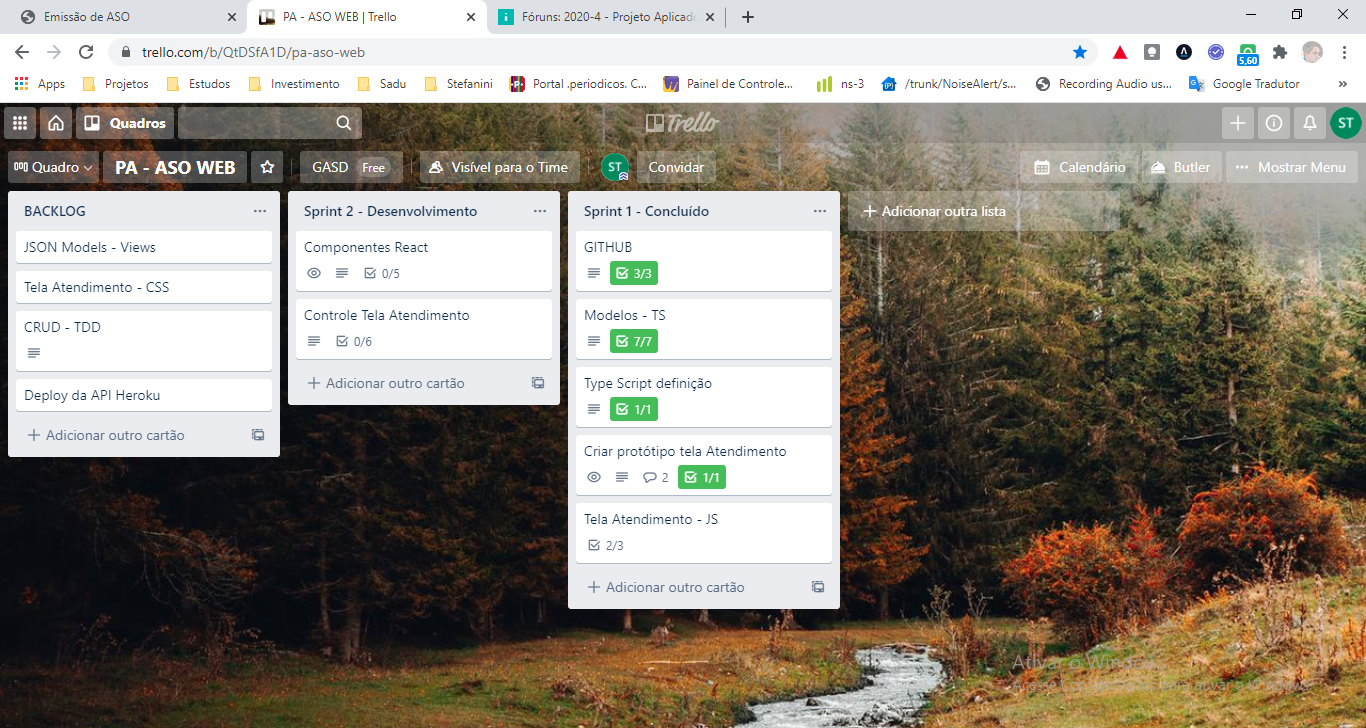 Emissão de ASO
PA - ASO WEB | Trello
Fóruns: 2020-4 - Projeto Aplicado
trello.com/b/QtDSfA1D/pa-aso-web
5,60
Apps
Projetos
Estudos
Investimento
Sadu
Stefanini
Portal .periodicos. C...
Painel de Controle...
ns-3
/trunk/NoiseAlert/s...
Recording Audio us...
Google Tradutor
»
Quadros
Trello
ST
Quadro
PA - ASO WEB
GASD Free
Visível para o Time
ST
Convidar
Calendário
Butler
Mostrar Menu
BACKLOG
JSON Models - Views
Tela Atendimento - CSS
CRUD - TDD
Deploy da API Heroku
+ Adicionar outro cartão
Sprint 2 - Desenvolvimento
Componentes React
0/5
Controle Tela Atendimento
0/6
+ Adicionar outro cartão
Sprint 1 - Concluído
GITHUB
3/3
Modelos - TS
7/7
Type Script definição
1/1
Criar protótipo tela Atendimento
2 1/1
Tela Atendimento - JS
2/3
+ Adicionar outro cartão
+ Adicionar outra lista
Ativar o Windows